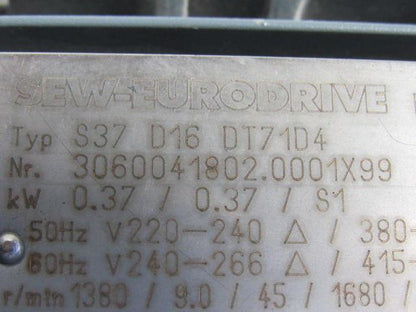 SEW-EURODRIVE
Typ S37 D16 DT71D4
Nr. 3060041802.0001X99
kW 0.37 / 0.37 / S1
50Hz V220-240 △ / 380-
60Hz V240-266 △ / 415-
r/min 1380 / 9.0 / 45 / 1680 /